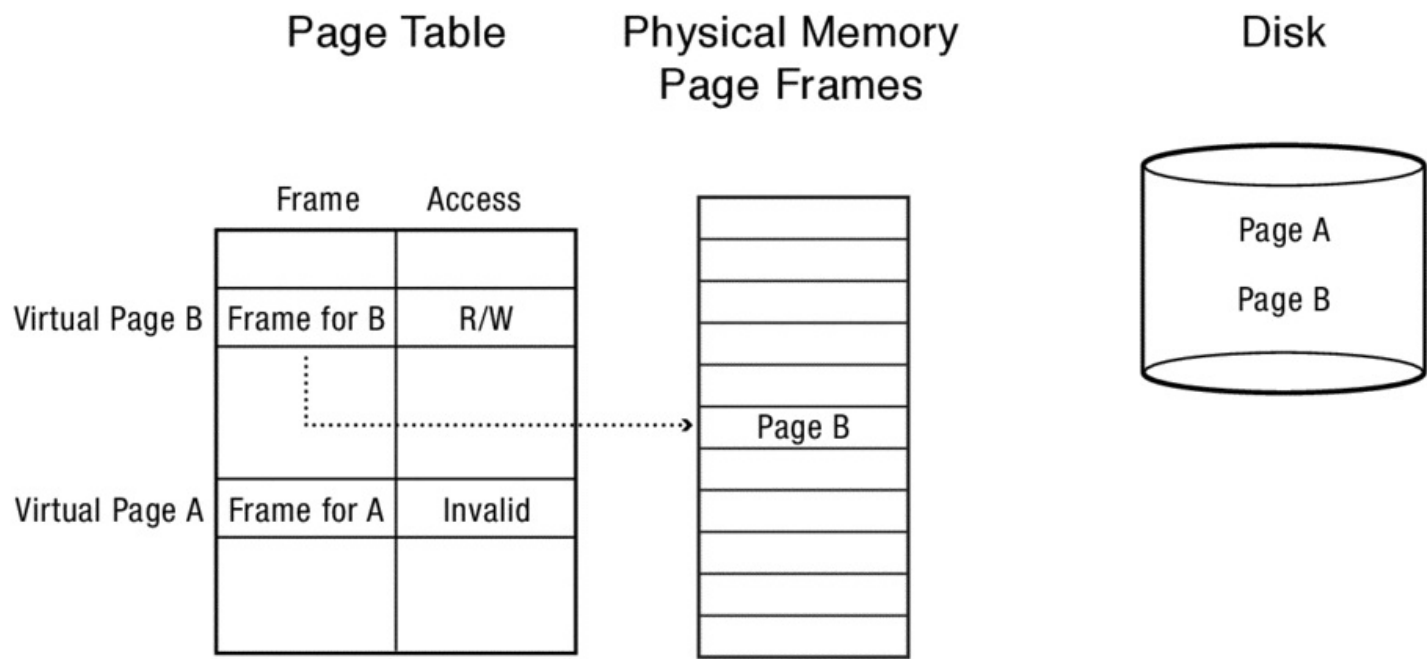 Page Table
Physical Memory
Page Frames
Disk
Frame
Access
Virtual Page B
Frame for B
R/W
Page B
Virtual Page A
Frame for A
Invalid
Page A
Page B